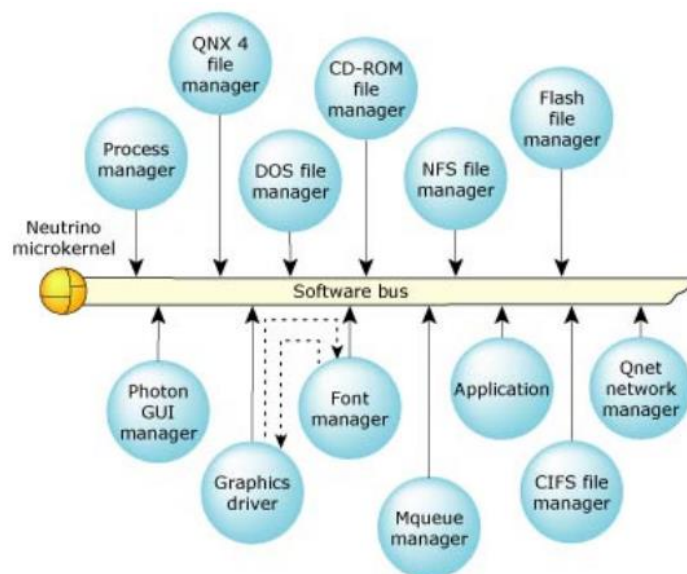 QNX 4
file
manager
CD-ROM
file
manager
Flash
file
manager
Process
manager
DOS file
manager
NFS file
manager
Neutrino
microkernel
Software bus
Photon
GUI
manager
Font
manager
Application
Qnet
network
manager
Graphics
driver
Mqueue
manager
CIFS file
manager